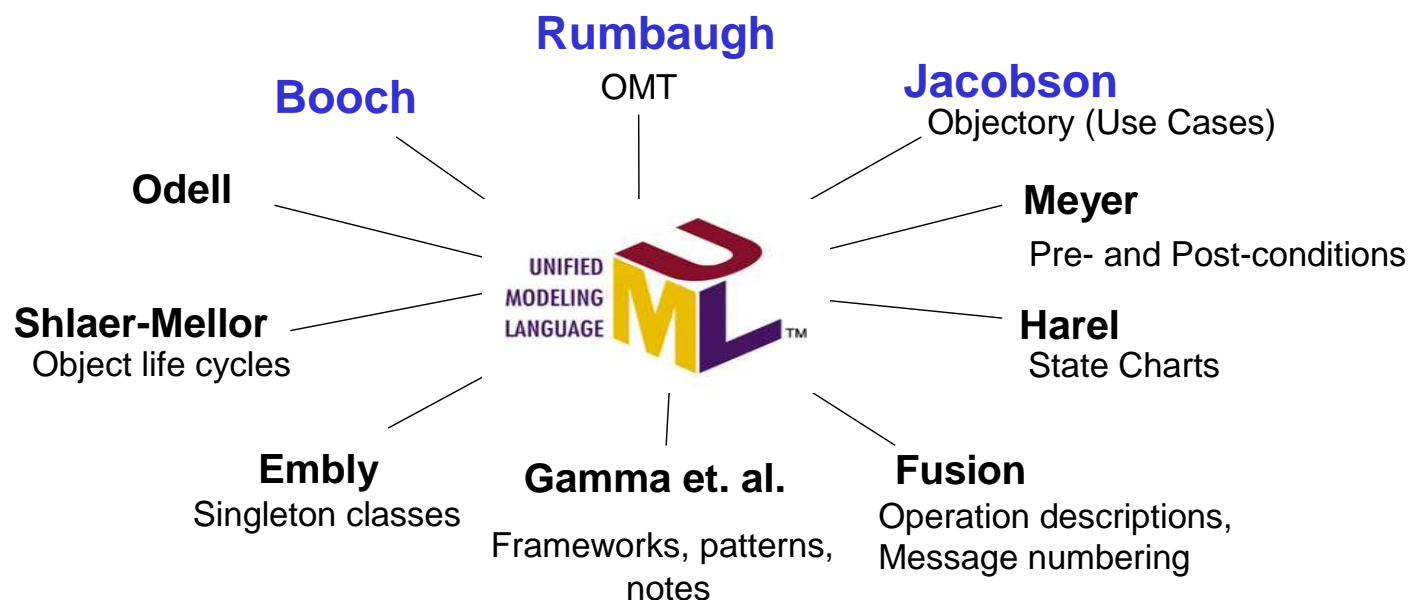 Rumbaugh
OMT
Booch
Jacobson
Objectory (Use Cases)
Odell
Meyer
Pre- and Post-conditions
UNIFIED
MODELING
LANGUAGE
UML
TM
Shlaer-Mellor
Object life cycles
Harel
State Charts
Embly
Singleton classes
Gamma et. al.
Frameworks, patterns,
notes
Fusion
Operation descriptions,
Message numbering